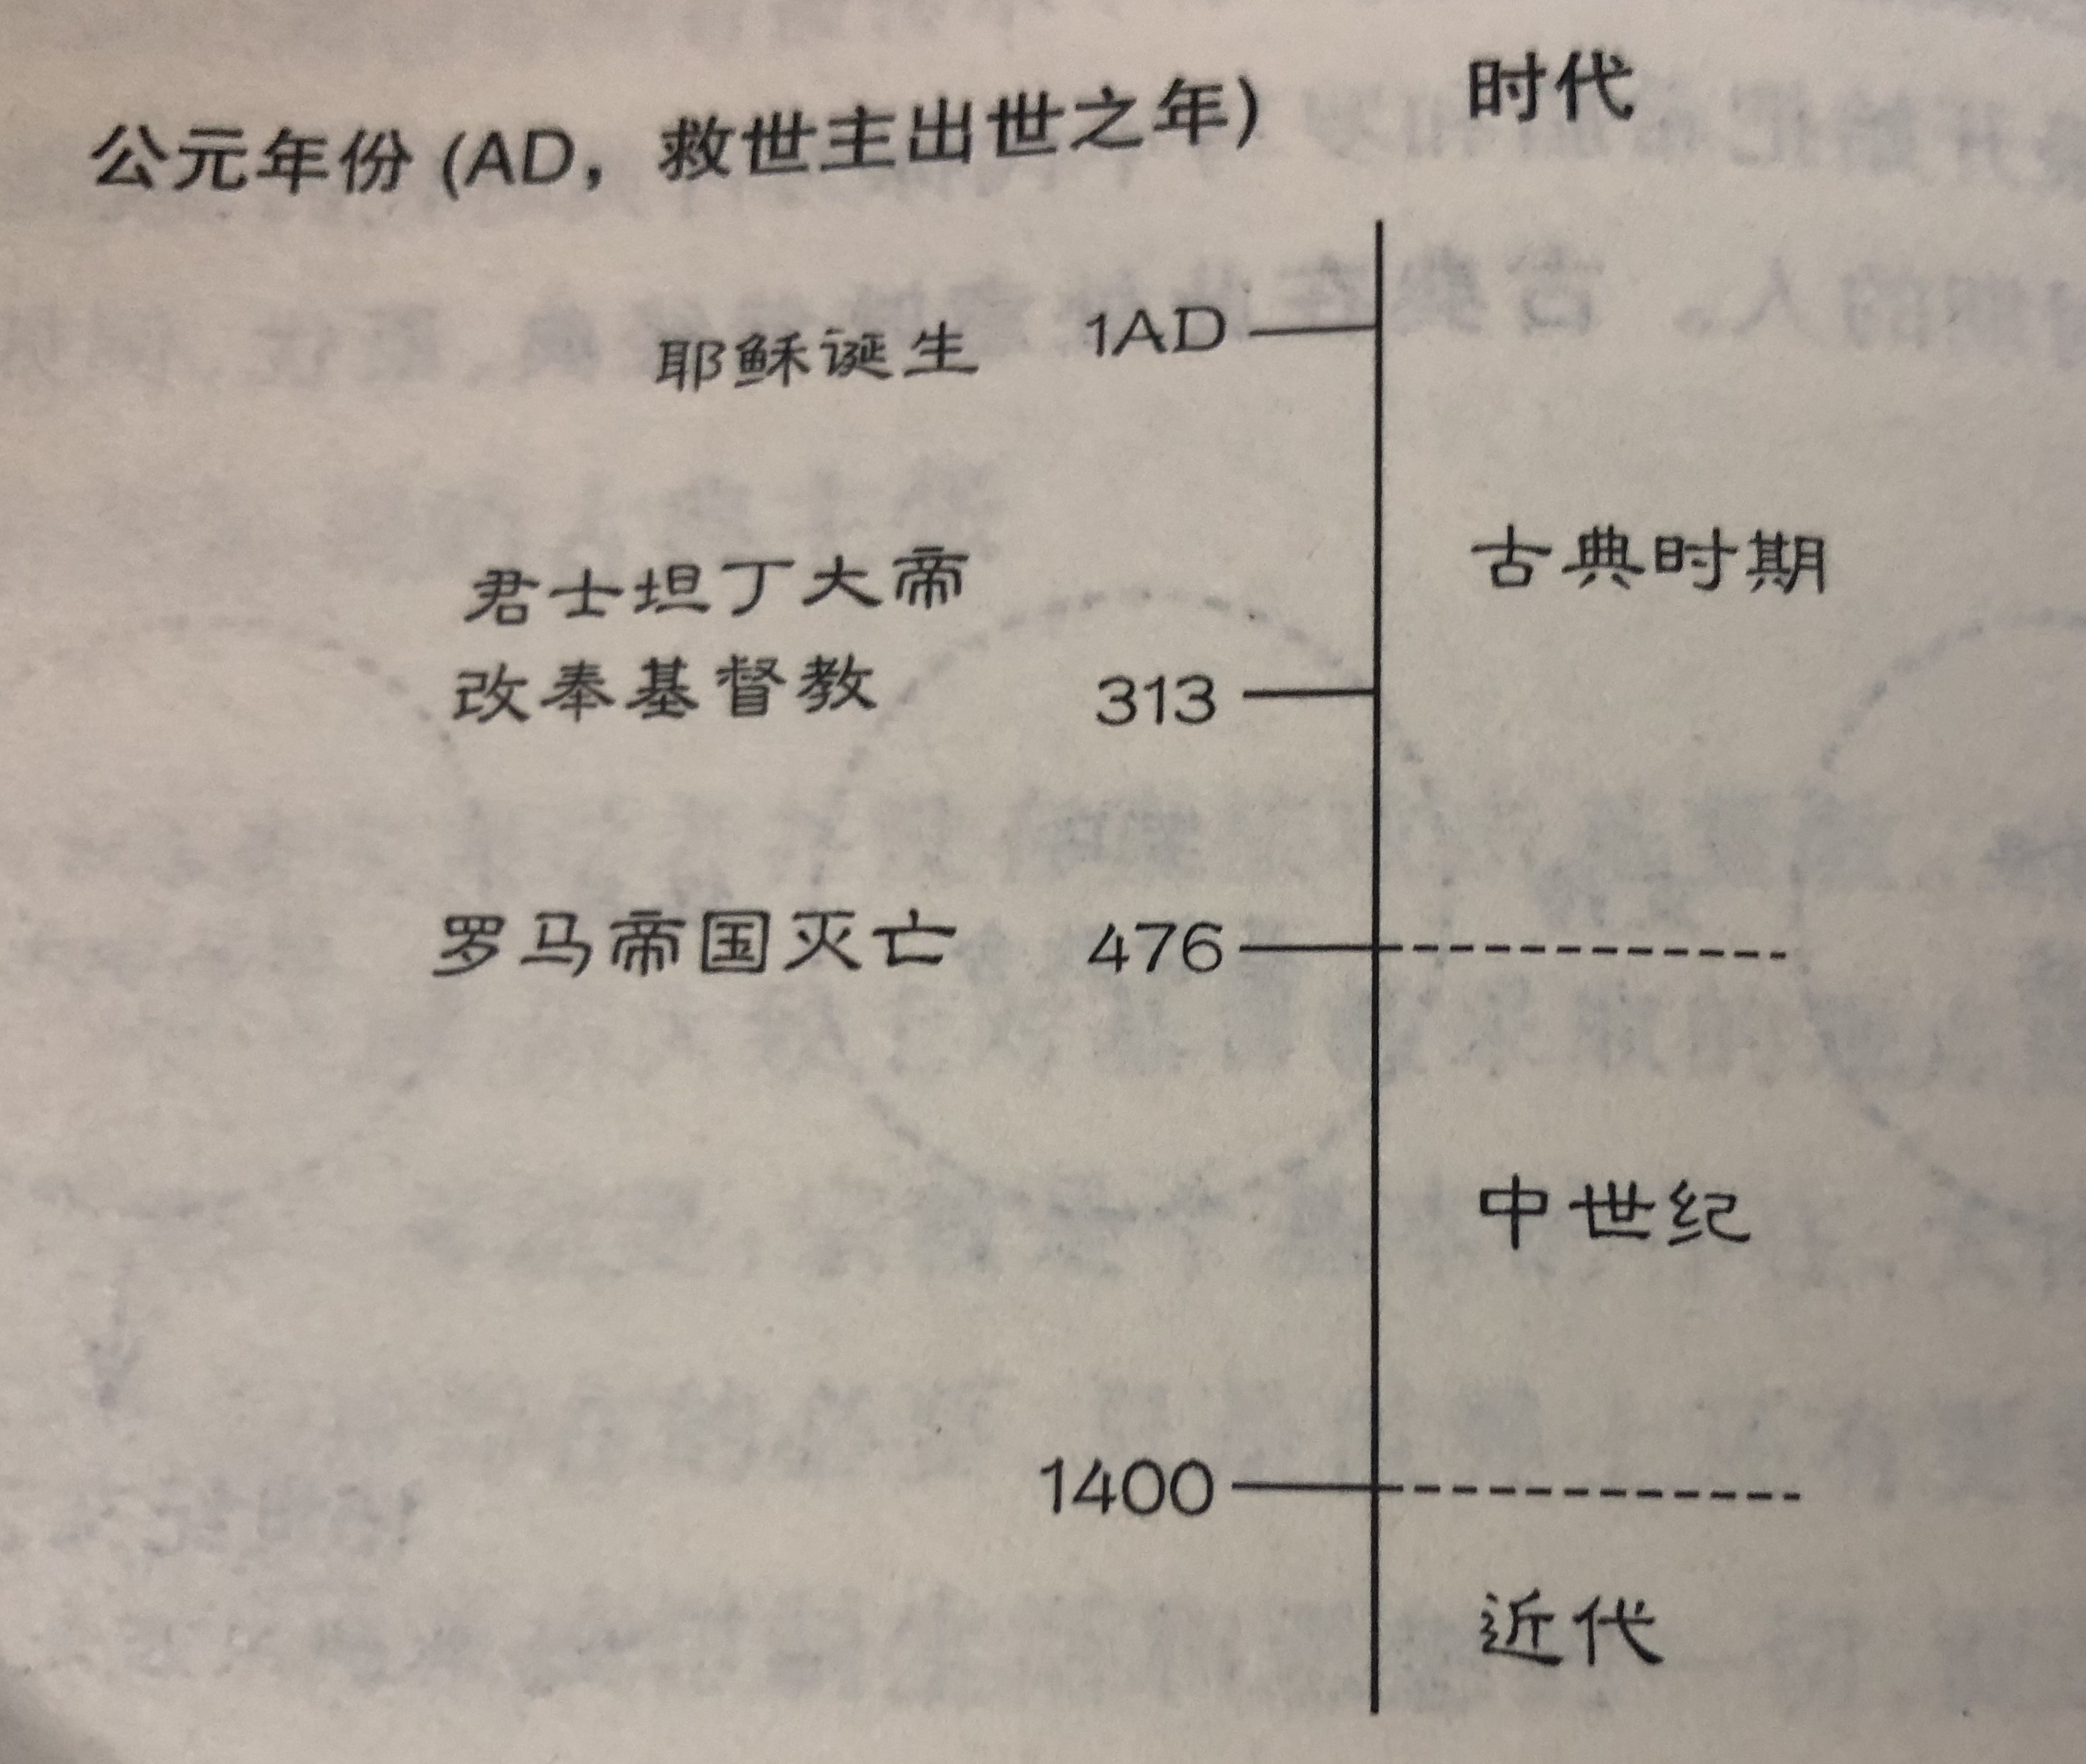 公元年份(AD，救世主出世之年)
时代
耶稣诞生 1AD
古典时期
君士坦丁大帝
改奉基督教 313
罗马帝国灭亡 476
中世纪
1400
近代